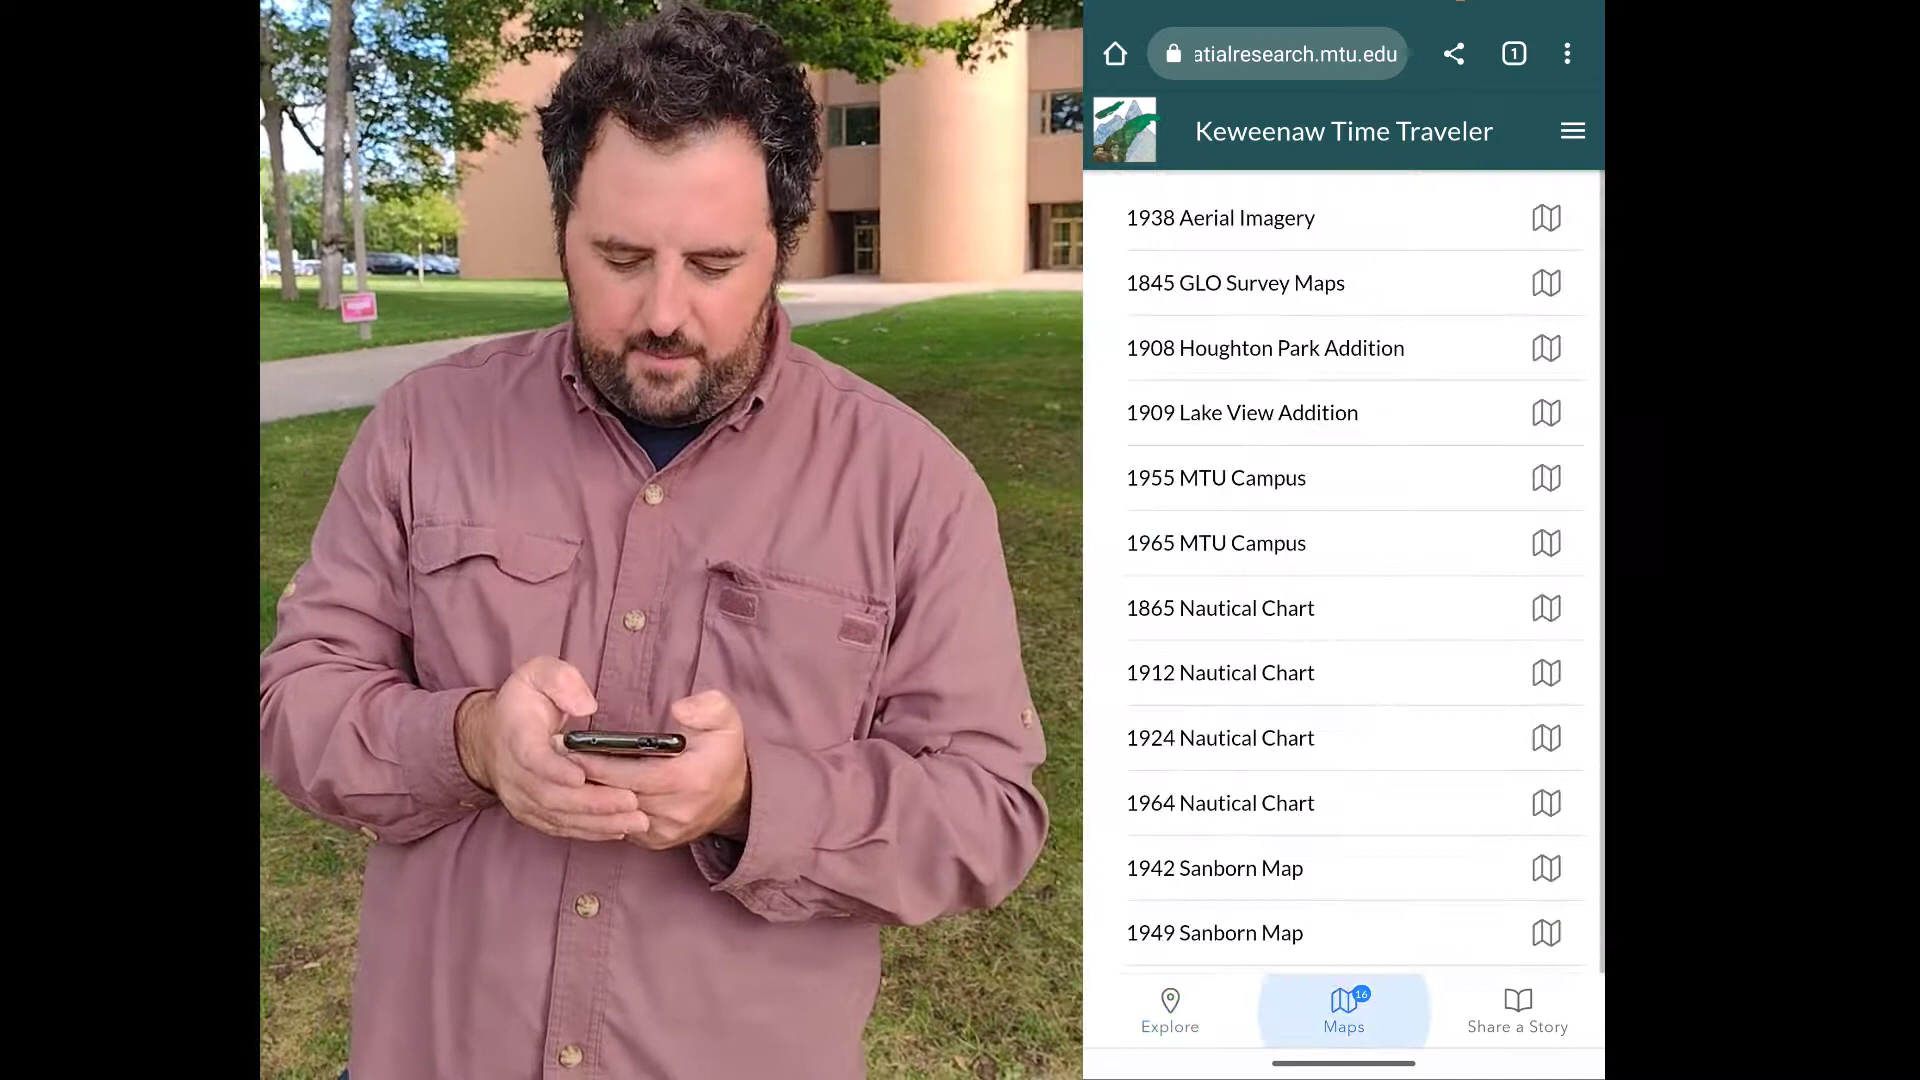 atialresearch.mtu.edu
1
Keweenaw Time Traveler
1938 Aerial Imagery
1845 GLO Survey Maps
1908 Houghton Park Addition
1909 Lake View Addition
1955 MTU Campus
1965 MTU Campus
1865 Nautical Chart
1912 Nautical Chart
1924 Nautical Chart
1964 Nautical Chart
1942 Sanborn Map
1949 Sanborn Map
16
Explore
Maps
Share a Story